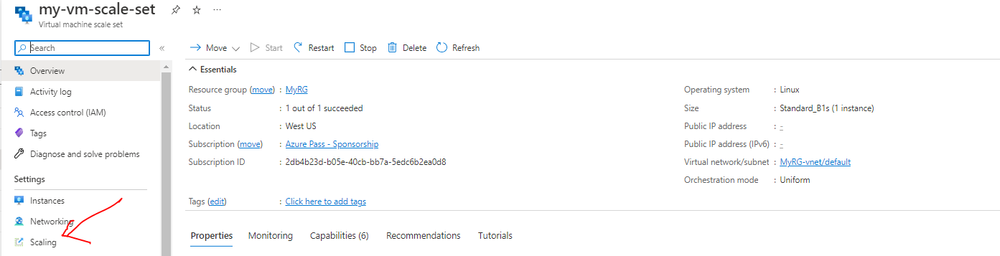 my-vm-scale-set
Virtual machine scale set
Search
«
Overview
Activity log
Access control (IAM)
Tags
Diagnose and solve problems
Settings
Instances
Networking
Scaling
Move Start Restart Stop Delete Refresh
Essentials
Resource group (move) : MyRG
Status : 1 out of 1 succeeded
Location : West US
Subscription (move) : Azure Pass - Sponsorship
Subscription ID : 2db4b23d-b05e-40cb-bb7a-5edc6b2ea0d8
Operating system : Linux
Size : Standard_B1s (1 instance)
Public IP address : -
Public IP address (IPv6) : -
Virtual network/subnet : MyRG-vnet/default
Orchestration mode : Uniform
Tags (edit) : Click here to add tags
Properties Monitoring Capabilities (6) Recommendations Tutorials